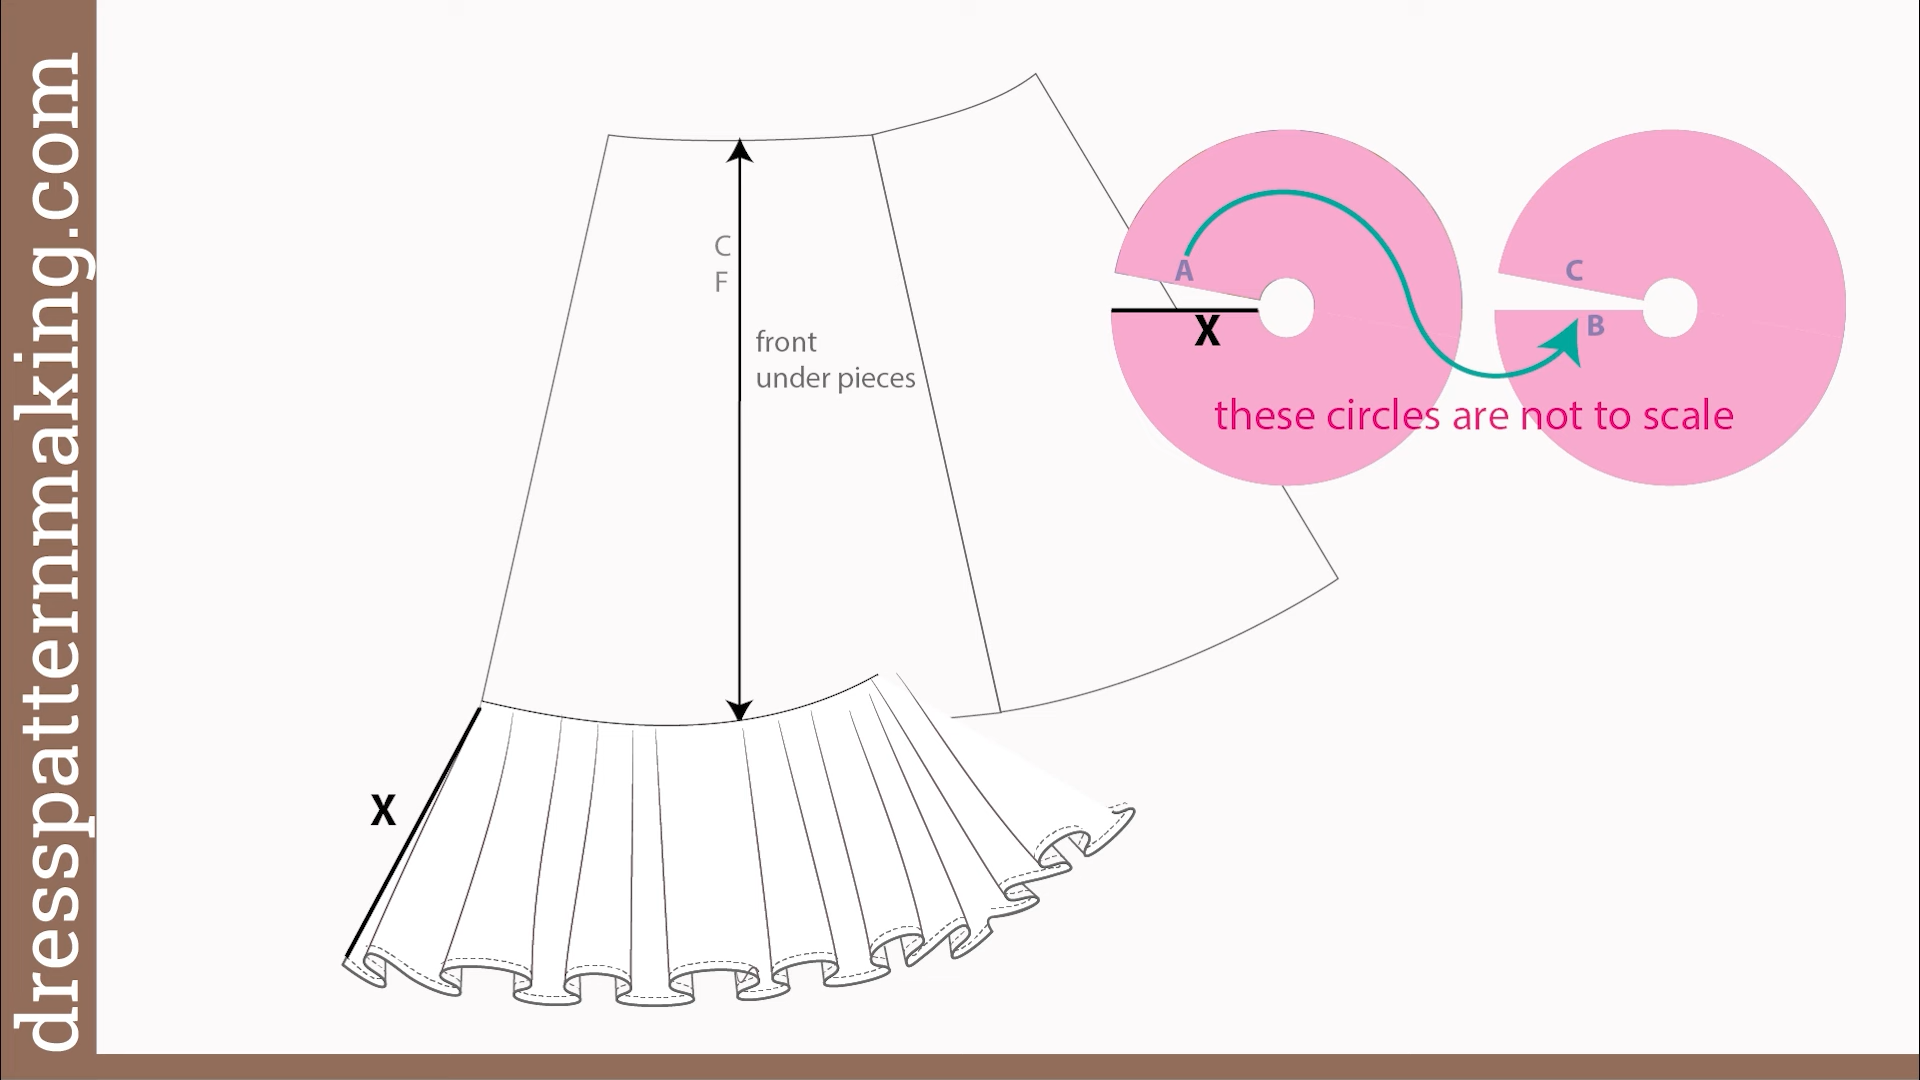 dresspatternmaking.com
C
F
front
under pieces
A
X
C
B
these circles are not to scale
X